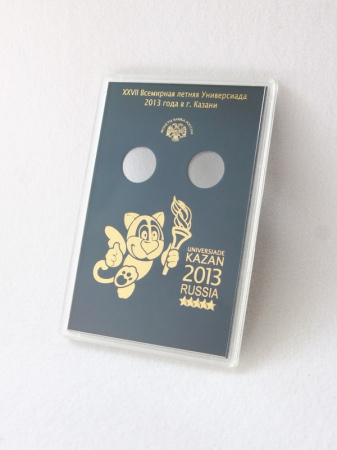 XXVII Всемирная летняя Универсиада
2013 года в г. Казани
UNIVERSIADE
KAZAN
2013
RUSSIA